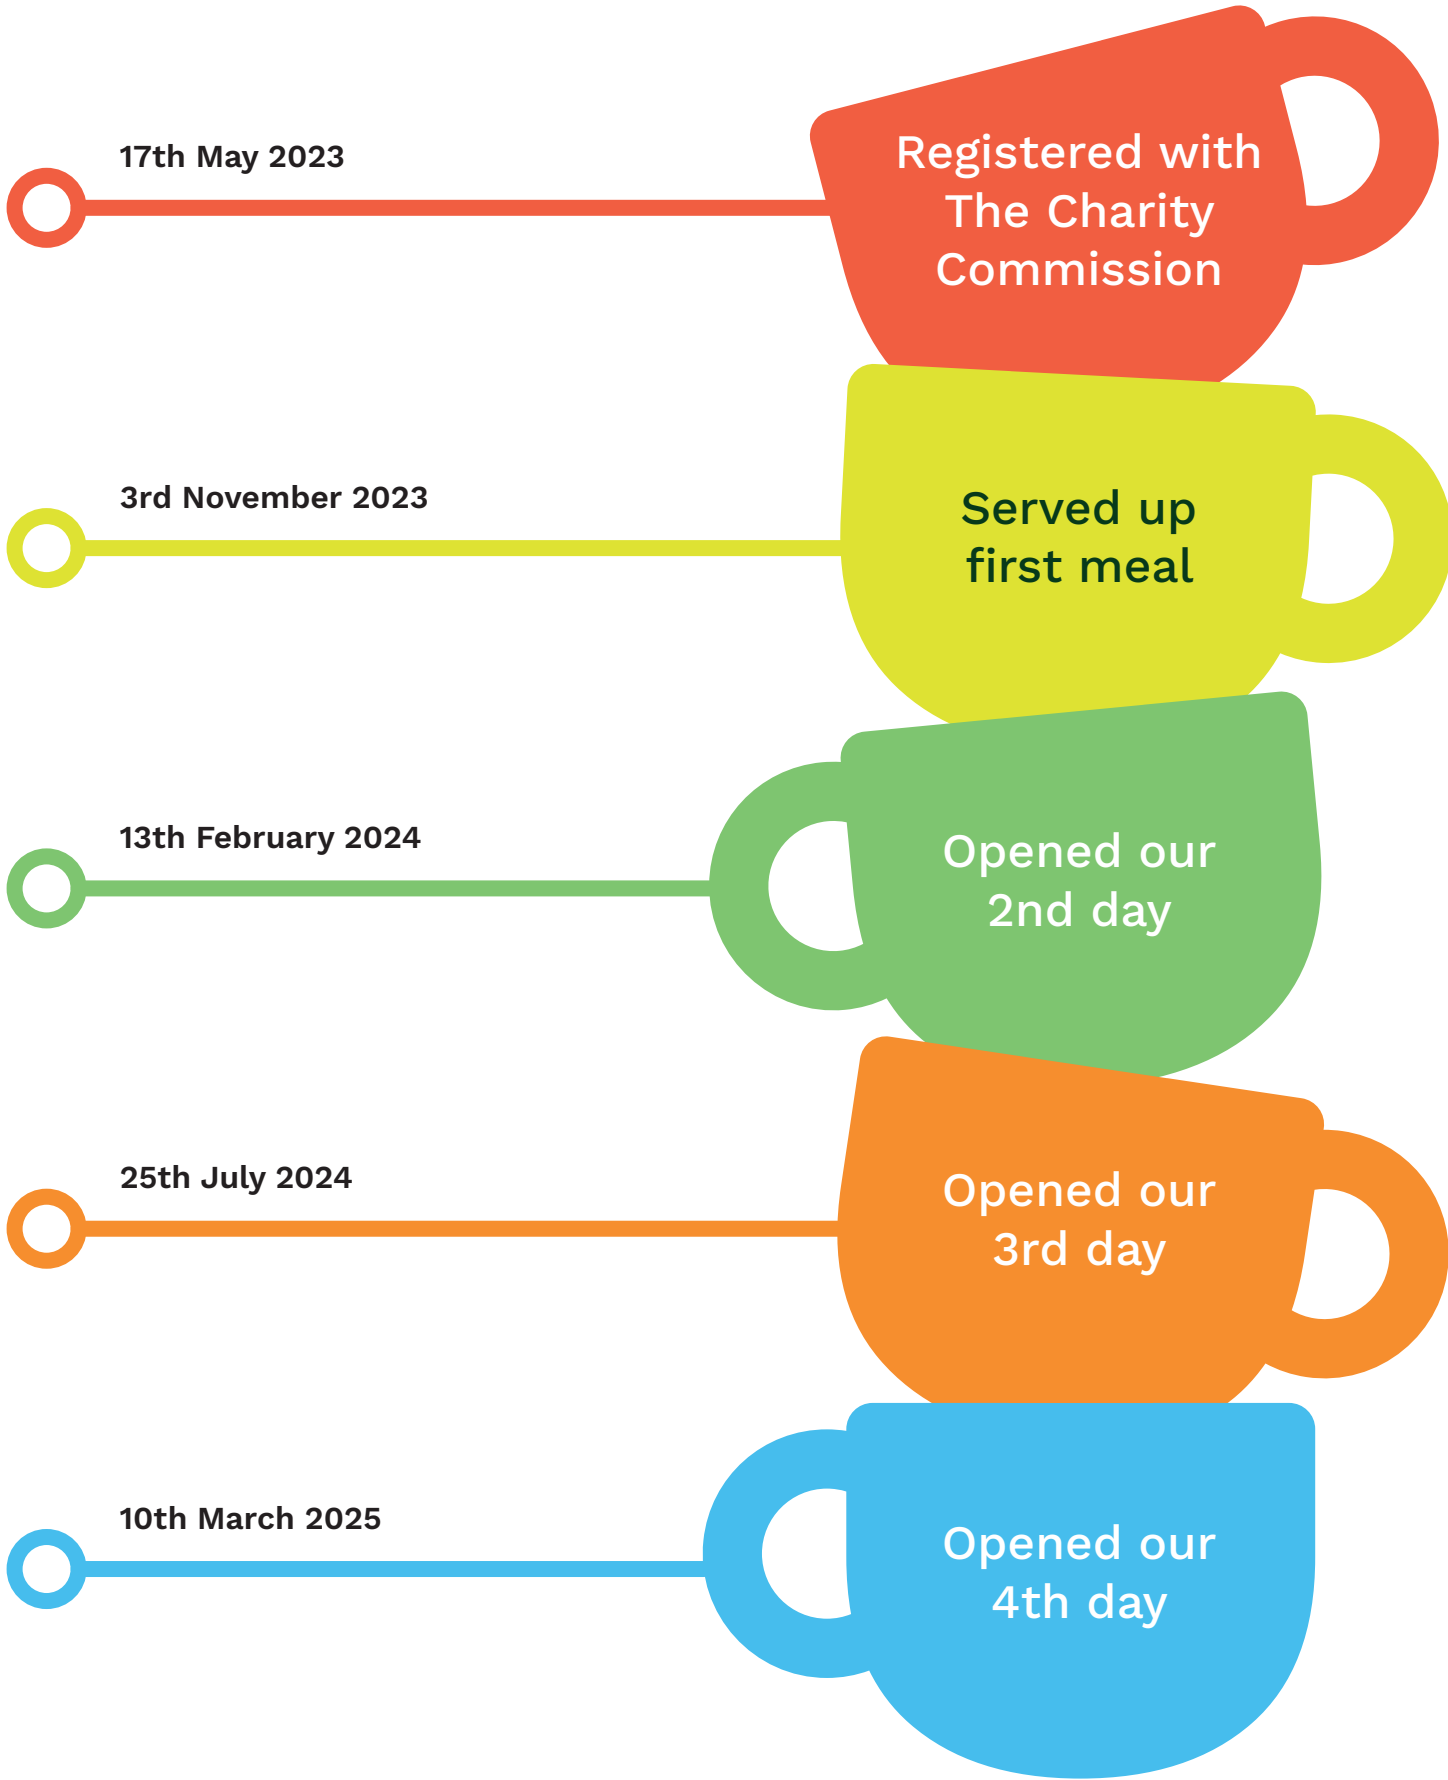 17th May 2023
Registered with
The Charity
Commission
3rd November 2023
Served up
first meal
13th February 2024
Opened our
2nd day
25th July 2024
Opened our
3rd day
10th March 2025
Opened our
4th day